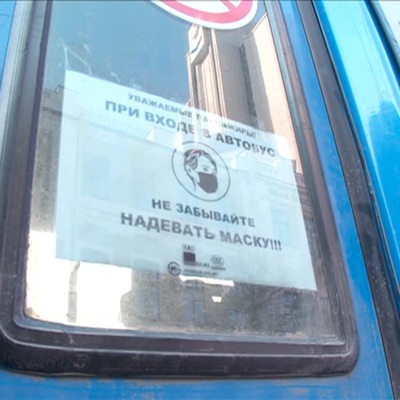 УВАЖАЕМЫЕ ПАССАЖИРЫ!
ПРИ ВХОДЕ В АВТОБУС
НЕ ЗАБЫВАЙТЕ
НАДЕВАТЬ МАСКУ!!!